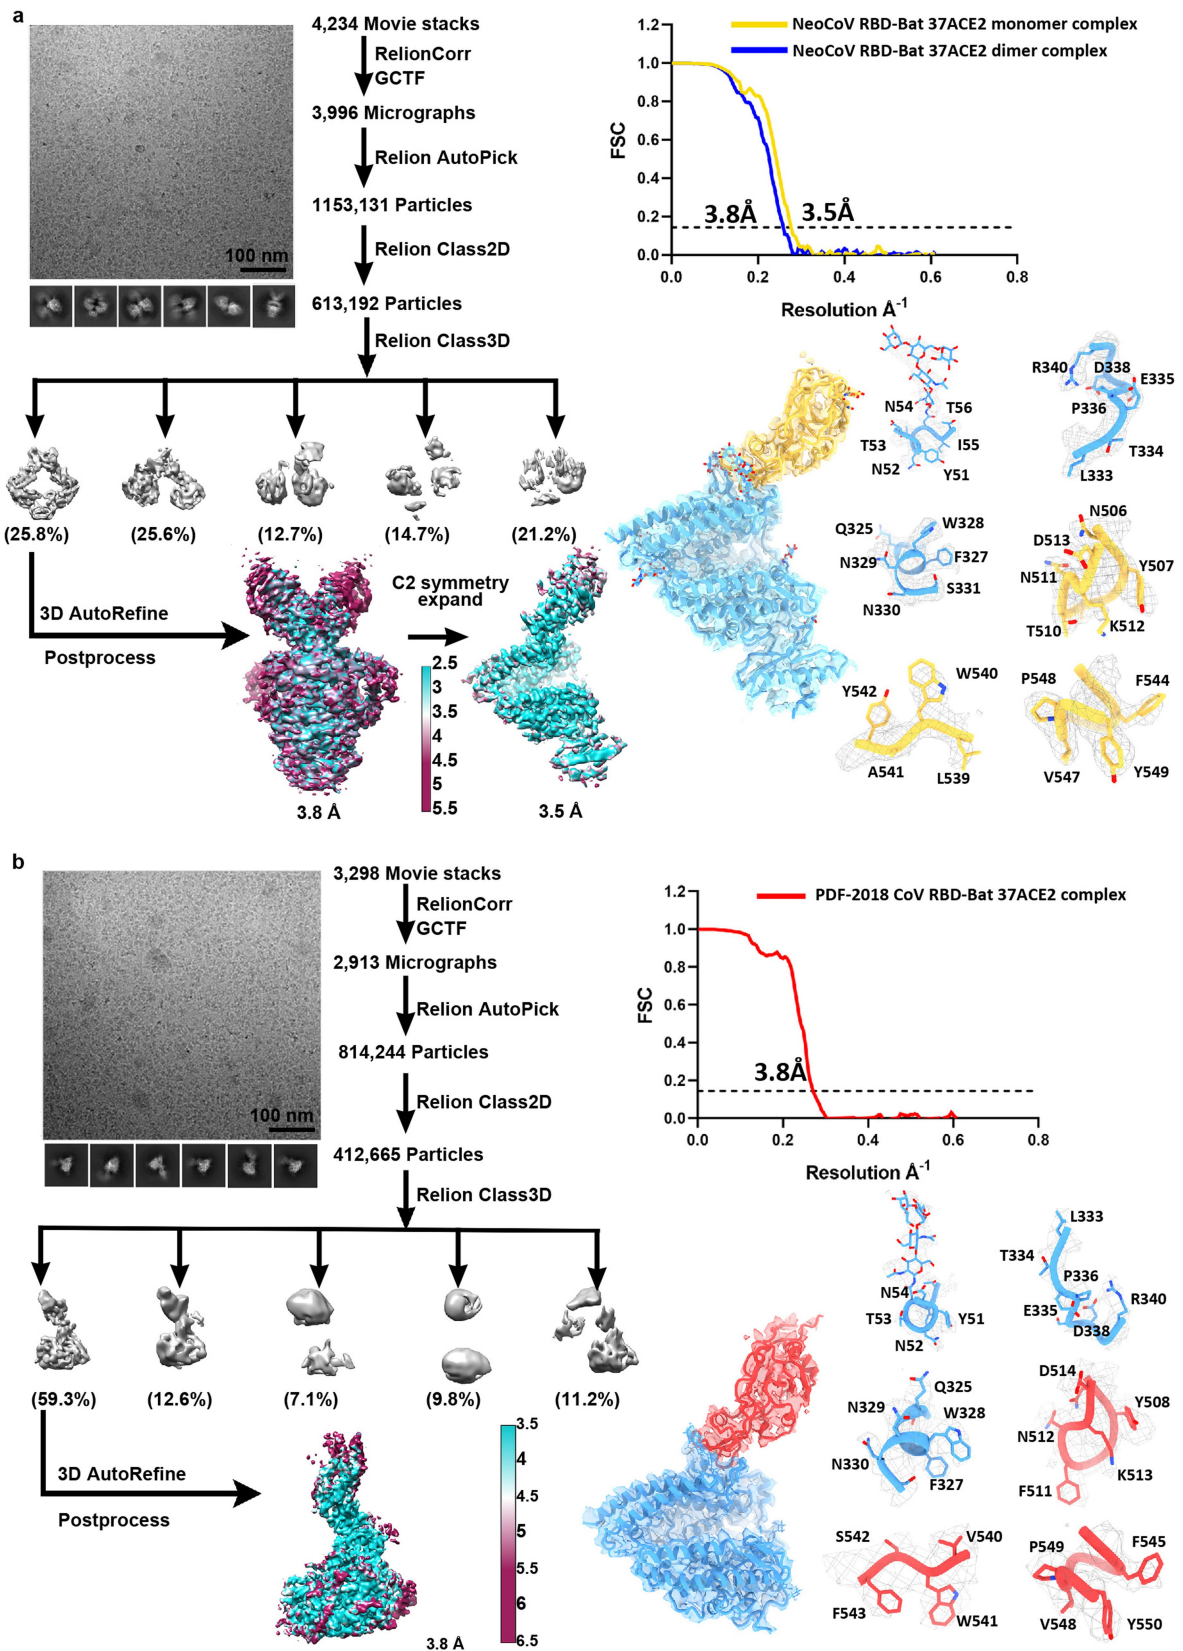 a
4,234 Movie stacks
RelionCorr
GCTF
3,996 Micrographs
Relion AutoPick
1153,131 Particles
Relion Class2D
613,192 Particles
Relion Class3D
100 nm
(25.8%)
(25.6%)
(12.7%)
(14.7%)
(21.2%)
3D AutoRefine
Postprocess
C2 symmetry
expand
2.5
3
3.5
4
4.5
5
5.5
3.8 Å
3.5 Å
NeoCoV RBD-Bat 37ACE2 monomer complex
NeoCoV RBD-Bat 37ACE2 dimer complex
FSC
1.2
1.0
0.8
0.6
0.4
0.2
0.0
3.8Å
3.5Å
0.0
0.2
0.4
0.6
0.8
Resolution Å-1
N54
T56
T53
I55
N52
Y51
R340
D338
E335
P336
T334
L333
Q325
W328
N329
F327
S331
N330
N506
D513
Y507
N511
T510
K512
Y542
W540
A541
L539
P548
F544
V547
Y549
b
3,298 Movie stacks
RelionCorr
GCTF
2,913 Micrographs
Relion AutoPick
814,244 Particles
Relion Class2D
412,665 Particles
Relion Class3D
100 nm
(59.3%)
(12.6%)
(7.1%)
(9.8%)
(11.2%)
3D AutoRefine
Postprocess
3.5
4
4.5
5
5.5
6
6.5
3.8 Å
PDF-2018 CoV RBD-Bat 37ACE2 complex
FSC
1.2
1.0
0.8
0.6
0.4
0.2
0.0
3.8Å
0.0
0.2
0.4
0.6
0.8
Resolution Å-1
N54
T53
Y51
N52
L333
T334
P336
E335
R340
D338
Q325
N329
W328
N330
F327
D514
Y508
N512
K513
F511
S542
V540
F543
W541
P549
F545
V548
Y550